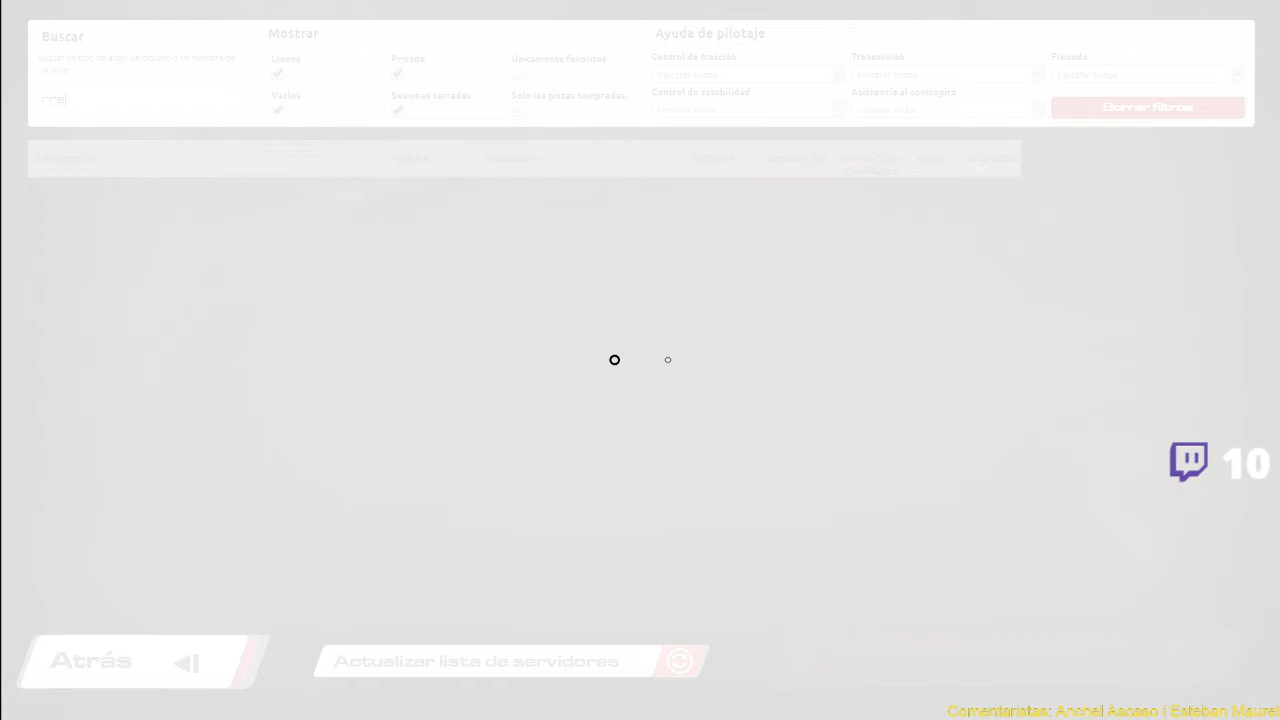 Buscar
Mostrar
Ayuda de pilotaje
Buscar un tipo de auto, un circuito o un nombre de
servidor
Llenos
Privado
Únicamente favoritos
Control de tracción
Transmisión
Frenado
Mostrar todos
Mostrar todos
Mostrar todos
rrs
Vacíos
Sesiones cerradas
Solo las pistas compradas.
Control de estabilidad
Asistencia al contragiro
Mostrar todos
Mostrar todos
Borrar filtros
10
Atrás
Actualizar lista de servidores
Comentaristas: Anchel Ascaso i Esteban Maurel